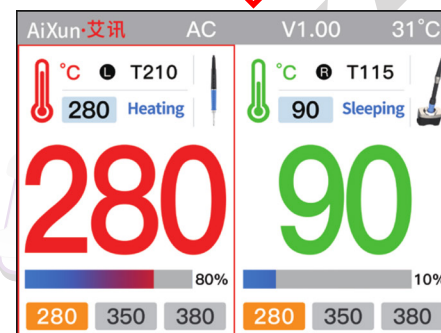 AiXun·艾讯 AC V1.00 31°C
°C L T210
280 Heating
280
80%
280 350 380
°C R T115
90 Sleeping
90
10%
280 350 380